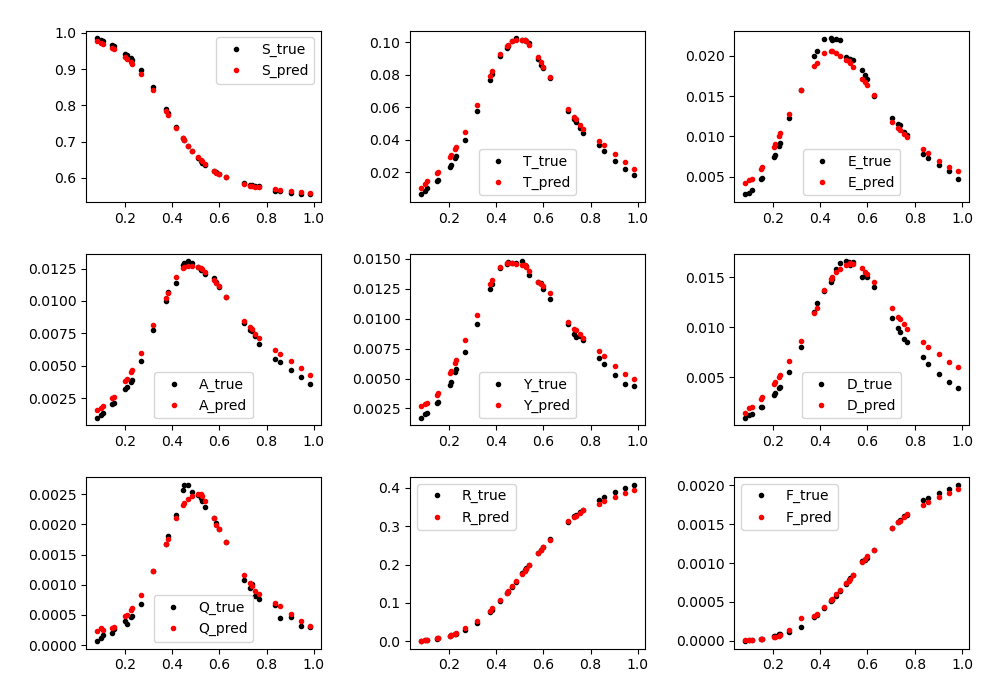 1.0
0.9
0.8
0.7
0.6
S_true
S_pred
0.2 0.4 0.6 0.8 1.0
0.10
0.08
0.06
0.04
0.02
T_true
T_pred
0.2 0.4 0.6 0.8 1.0
0.020
0.015
0.010
0.005
E_true
E_pred
0.2 0.4 0.6 0.8 1.0
0.0125
0.0100
0.0075
0.0050
0.0025
A_true
A_pred
0.2 0.4 0.6 0.8 1.0
0.0150
0.0125
0.0100
0.0075
0.0050
0.0025
Y_true
Y_pred
0.2 0.4 0.6 0.8 1.0
0.015
0.010
0.005
D_true
D_pred
0.2 0.4 0.6 0.8 1.0
0.0025
0.0020
0.0015
0.0010
0.0005
0.0000
Q_true
Q_pred
0.2 0.4 0.6 0.8 1.0
0.4
0.3
0.2
0.1
0.0
R_true
R_pred
0.2 0.4 0.6 0.8 1.0
0.0020
0.0015
0.0010
0.0005
0.0000
F_true
F_pred
0.2 0.4 0.6 0.8 1.0